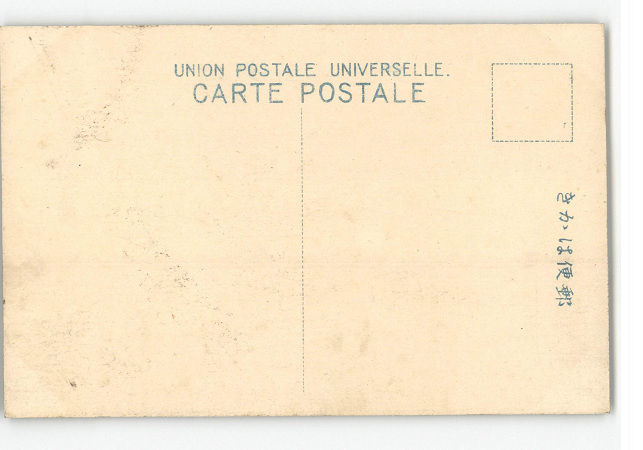 UNION POSTALE UNIVERSELLE.
CARTE POSTALE
きかは便郵